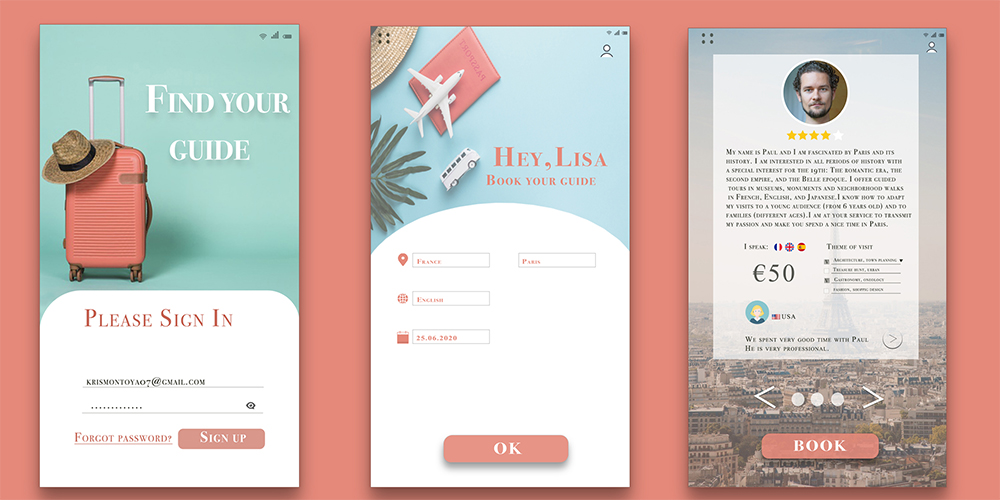 Find your
guide
Please Sign In
krismontoya07@gmail.com
.............
Forgot password?
Sign up
Hey,Lisa
Book your guide
France
Paris
English
25.06.2020
OK
My name is Paul and I am fascinated by Paris and its
history. I am interested in all periods of history with
a special interest for the 19th: The romantic era, the
second empire, and the Belle epoque. I offer guided
tours in museums, monuments and neighborhood walks
in French, English, and Japanese.I know how to adapt
my visits to a young audience (from 6 years old) and to
families (different ages).I am at your service to transmit
my passion and make you spend a nice time in Paris.
I speak:
Theme of visit
Architecture, town planning
Treasure hunt, urban
Gastronomy, oenology
fashion, shopping, design
€50
USA
We spent very good time with Paul
He is very professional.
BOOK